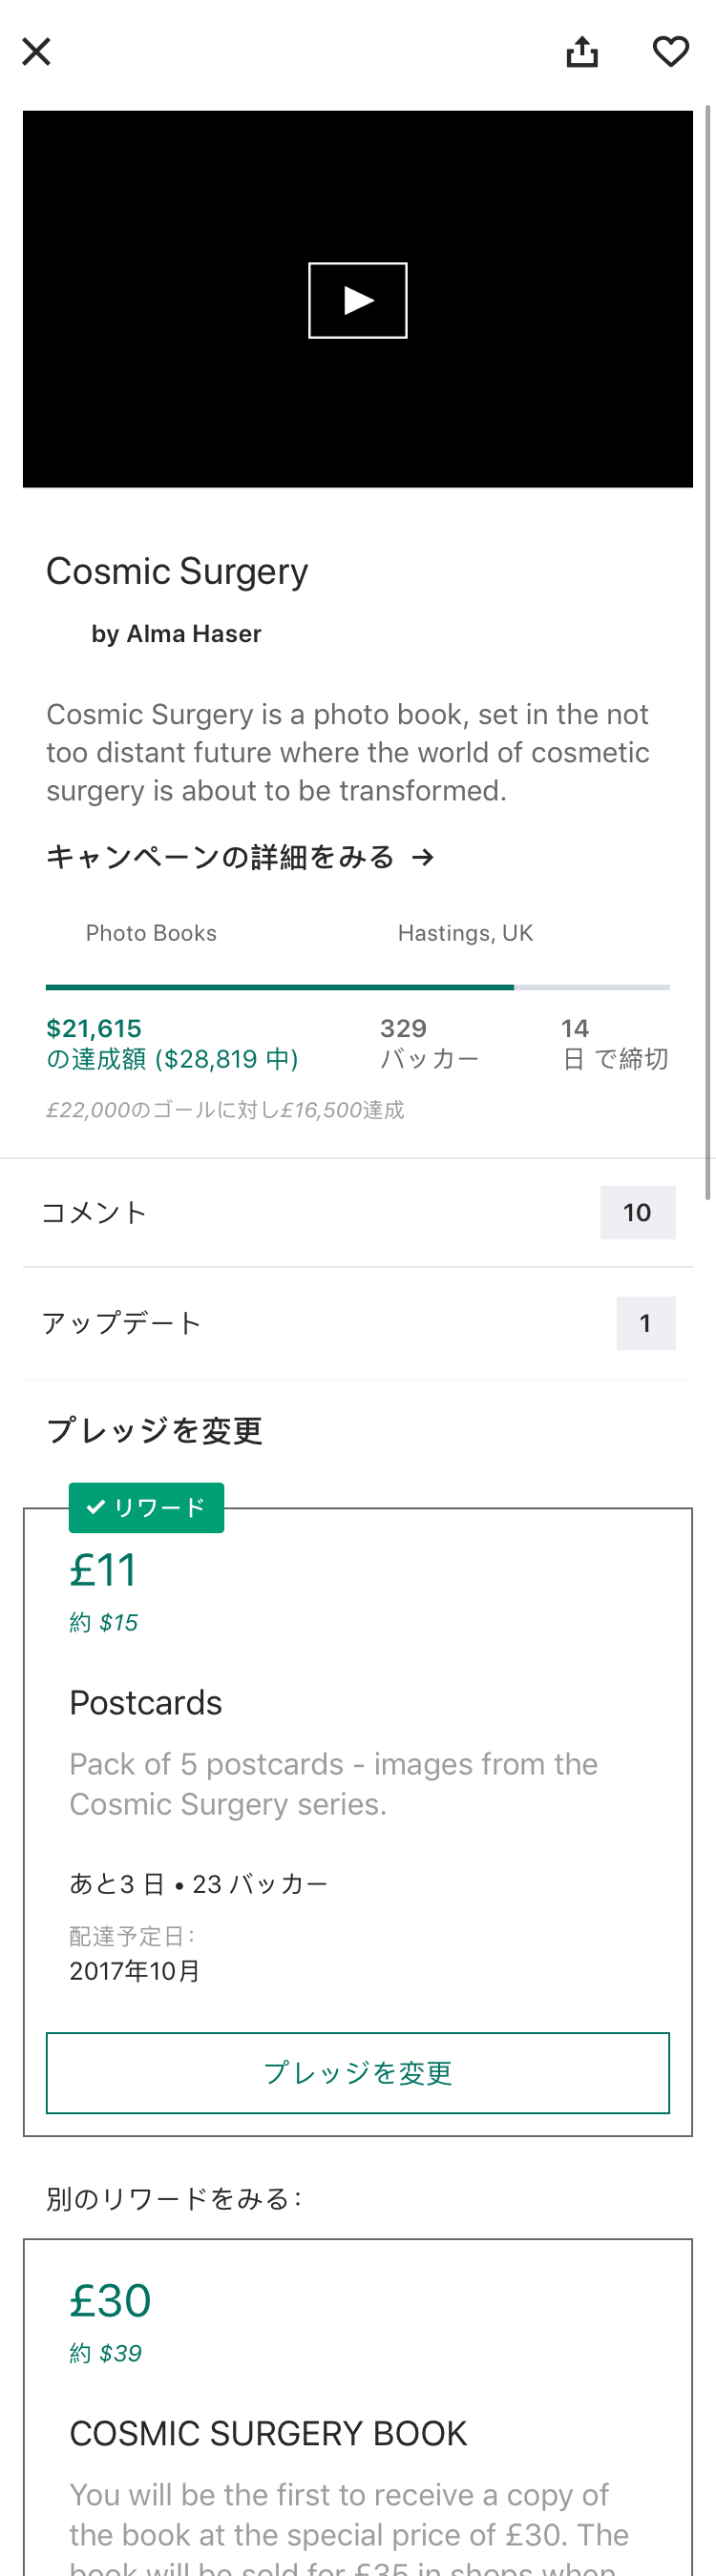 Cosmic Surgery
by Alma Haser
Cosmic Surgery is a photo book, set in the not
too distant future where the world of cosmetic
surgery is about to be transformed.
キャンペーンの詳細をみる →
Photo Books
Hastings, UK
$21,615
の達成額 ($28,819 中)
329
バッカー
14
日 で締切
£22,000のゴールに対し£16,500達成
コメント
10
アップデート
1
プレッジを変更
✓ リワード
£11
約 $15
Postcards
Pack of 5 postcards - images from the
Cosmic Surgery series.
あと3 日 • 23 バッカー
配達予定日:
2017年10月
プレッジを変更
別のリワードをみる:
£30
約 $39
COSMIC SURGERY BOOK
You will be the first to receive a copy of
the book at the special price of £30. The
book will be sold for £35 in shops when